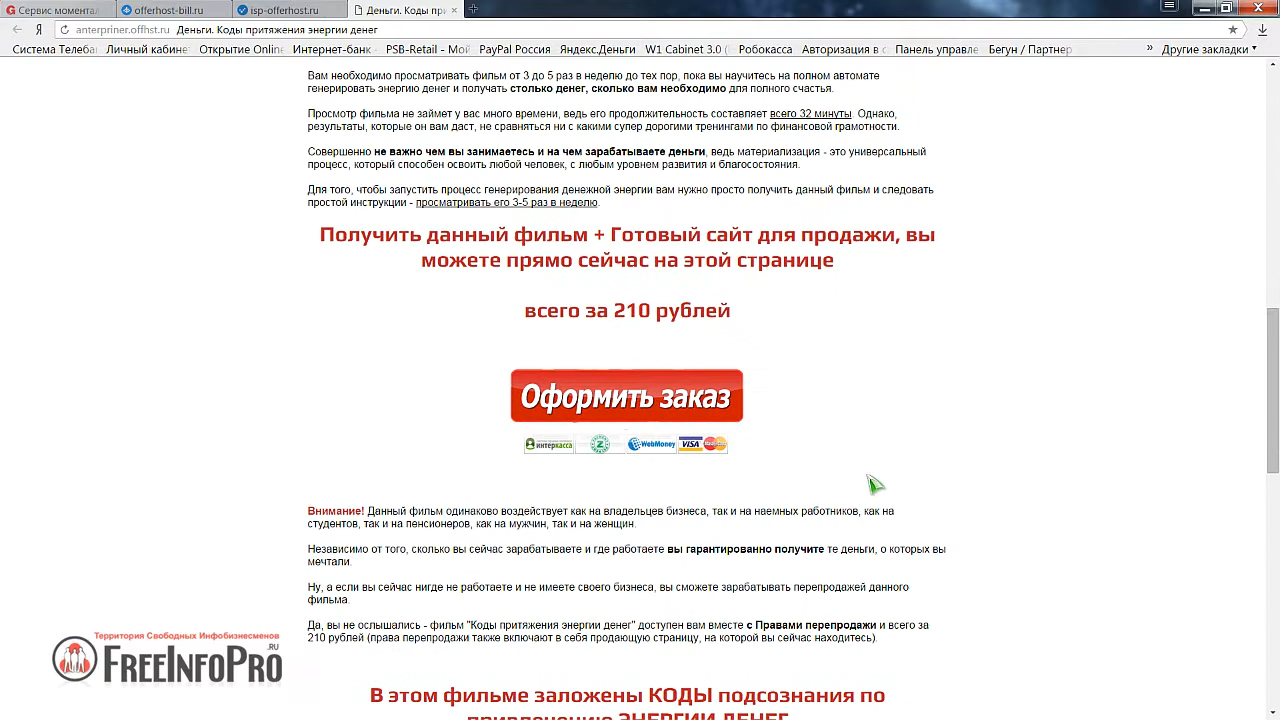 Сервис момента
offerhost-bill.ru
isp-offerhost.ru
Деньги. Коды пр
anterpriner.offhst.ru Деньги. Коды притяжения энергии денег
Система Телеба
Личный кабине
Открытие Onlin
Интернет-банк
PSB-Retail - Мой
PayPal Россия
Яндекс.Деньги
W1 Cabinet 3.0 (
Робокасса
Авторизация в с
Панель управле
Бегун / Партнер
» Другие закладки
Вам необходимо просматривать фильм от 3 до 5 раз в неделю до тех пор, пока вы научитесь на полном автомате
генерировать энергию денег и получать столько денег, сколько вам необходимо для полного счастья.
Просмотр фильма не займет у вас много времени, ведь его продолжительность составляет всего 32 минуты. Однако,
результаты, которые он вам даст, не сравняться ни с какими супер дорогими тренингами по финансовой грамотности.
Совершенно не важно чем вы занимаетесь и на чем зарабатываете деньги, ведь материализация - это универсальный
процесс, который способен освоить любой человек, с любым уровнем развития и благосостояния.
Для того, чтобы запустить процесс генерирования денежной энергии вам нужно просто получить данный фильм и следовать
простой инструкции - просматривать его 3-5 раз в неделю.
Получить данный фильм + Готовый сайт для продажи, вы
можете прямо сейчас на этой странице
всего за 210 рублей
Оформить заказ
интеркасса
WebMoney
VISA
MasterCard
Внимание! Данный фильм одинаково воздействует как на владельцев бизнеса, так и на наемных работников, как на
студентов, так и на пенсионеров, как на мужчин, так и на женщин.
Независимо от того, сколько вы сейчас зарабатываете и где работаете вы гарантированно получите те деньги, о которых вы
мечтали.
Ну, а если вы сейчас нигде не работаете и не имеете своего бизнеса, вы сможете зарабатывать перепродажей данного
фильма.
Да, вы не ослышались - фильм "Коды притяжения энергии денег" доступен вам вместе с Правами перепродажи и всего за
210 рублей (права перепродажи также включают в себя продающую страницу, на которой вы сейчас находитесь).
Территория Свободных Инфобизнесменов
FREEINFOPRO
.RU
В этом фильме заложены КОДЫ подсознания по
привлечению ЭНЕРГИИ ДЕНЕГ